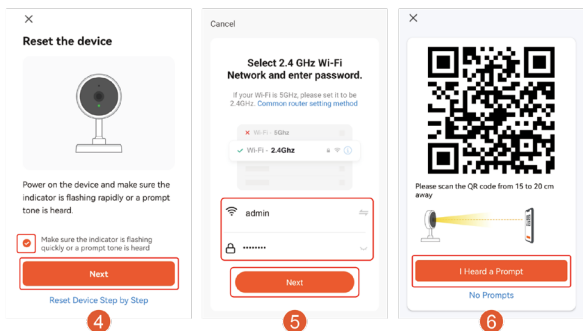 Reset the device
Power on the device and make sure the
indicator is flashing rapidly or a prompt
tone is heard.
Make sure the indicator is flashing
quickly or a prompt tone is heard
Next
Reset Device Step by Step
4
Cancel
Select 2.4 GHz Wi-Fi
Network and enter password.
If your Wi-Fi is 5GHz, please set it to be
2.4GHz. Common router setting method
Wi-Fi - 5Ghz
Wi-Fi - 2.4Ghz
admin
••••••••
Next
5
Please scan the QR code from 15 to 20 cm
away
I Heard a Prompt
No Prompts
6